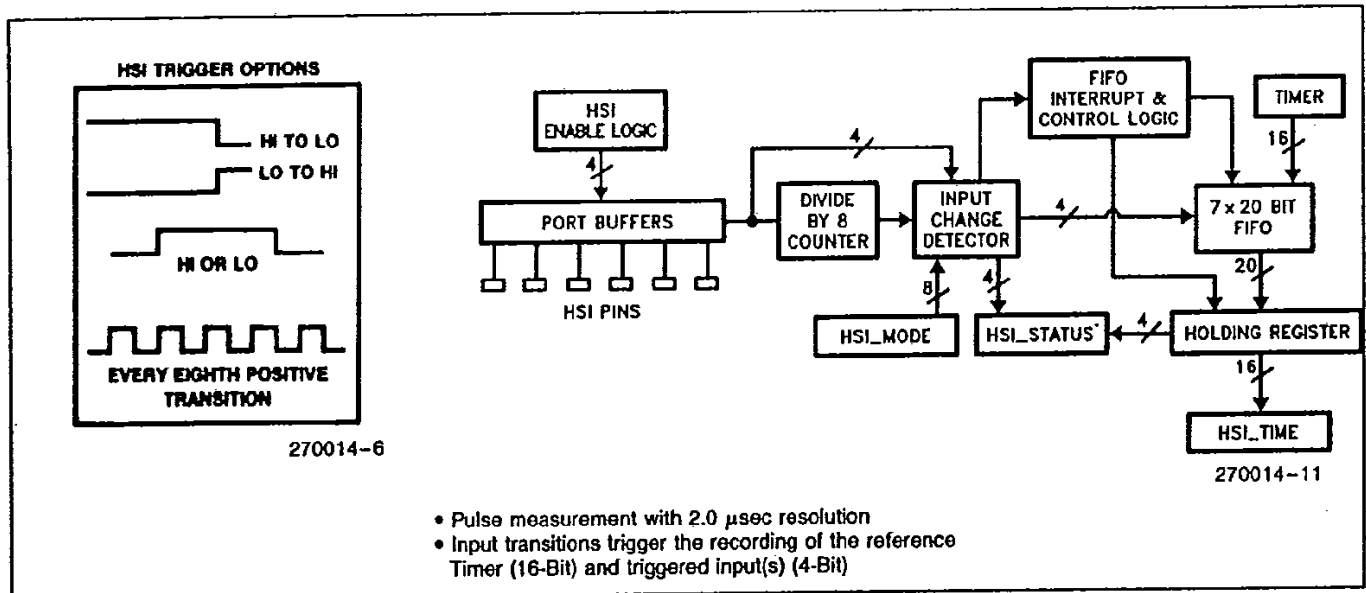 HSI TRIGGER OPTIONS
HI TO LO
LO TO HI
HI OR LO
EVERY EIGHTH POSITIVE
TRANSITION
270014-6
HSI
ENABLE LOGIC
4
PORT BUFFERS
HSI PINS
4
DIVIDE
BY 8
COUNTER
INPUT
CHANGE
DETECTOR
8
HSI_MODE
4
HSI_STATUS*
FIFO
INTERRUPT &
CONTROL LOGIC
TIMER
16
4
7 x 20 BIT
FIFO
20
4
HOLDING REGISTER
16
HSI_TIME
270014-11
• Pulse measurement with 2.0 μsec resolution
• Input transitions trigger the recording of the reference
Timer (16-Bit) and triggered input(s) (4-Bit)